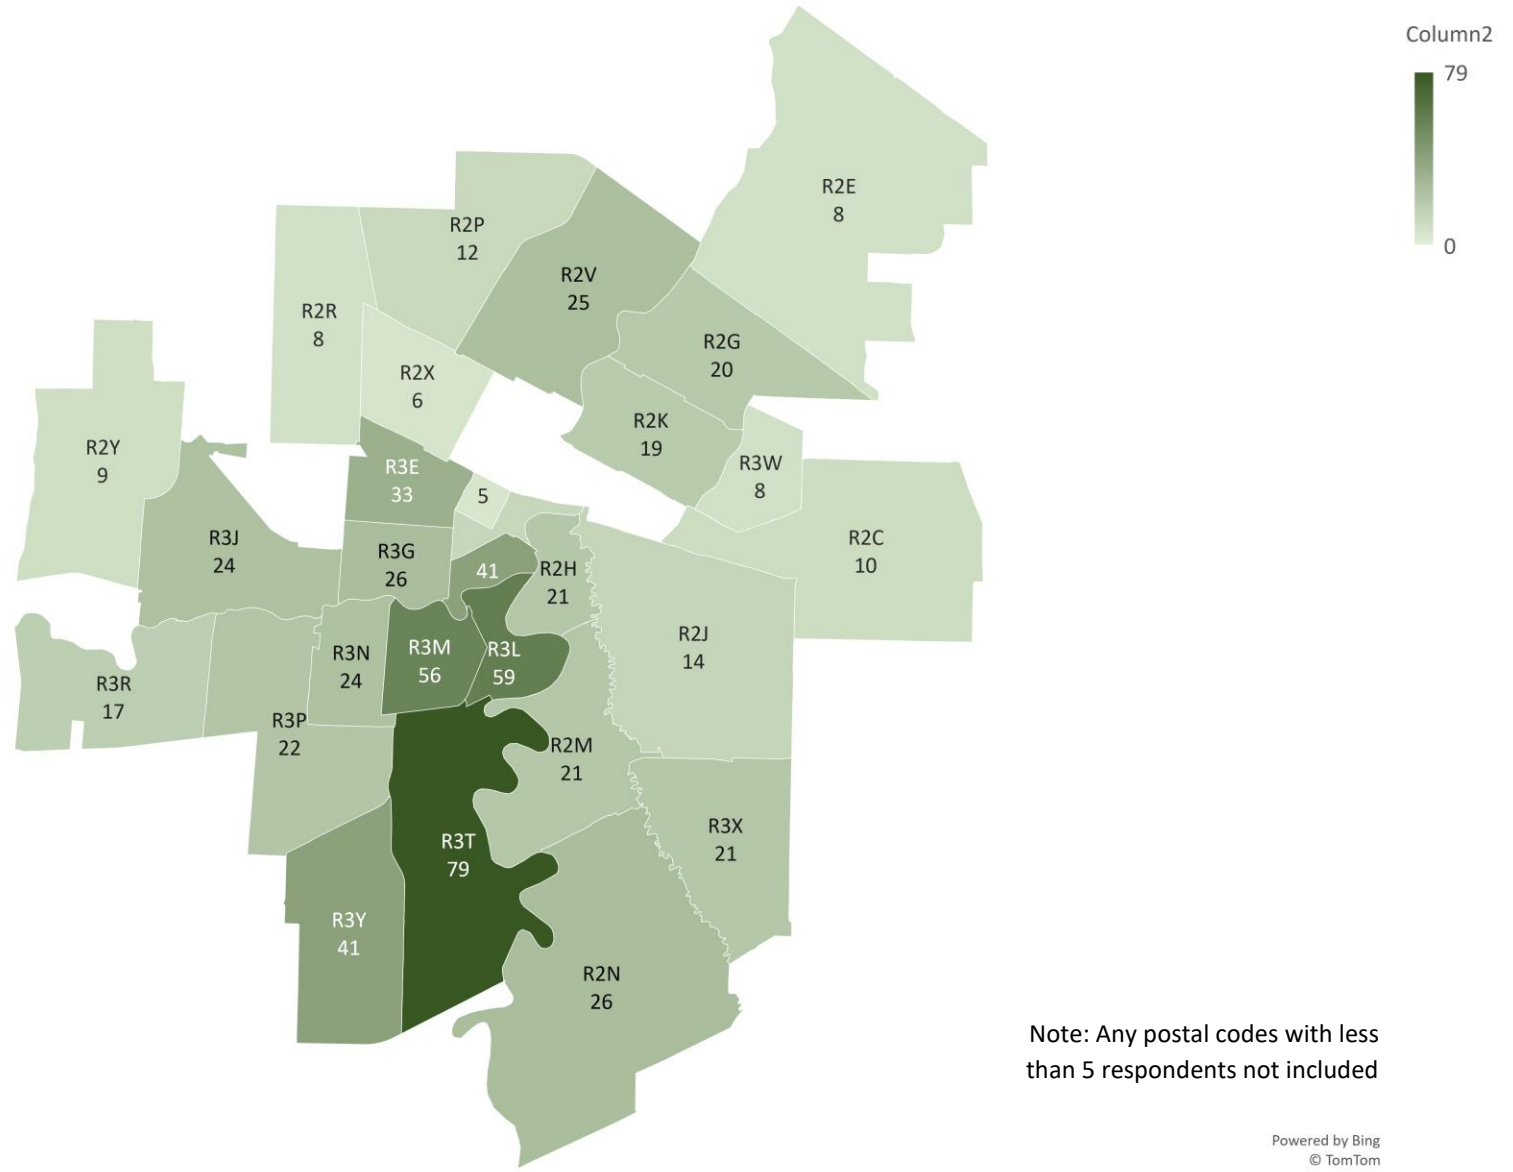 Column2
79
0
R2E
8
R2P
12
R2V
25
R2R
8
R2G
20
R2X
6
R2K
19
R2Y
9
R3E
33
R3W
8
5
R3J
24
R3G
26
R2C
10
41
R2H
21
R2J
14
R3N
24
R3M
56
R3L
59
R3R
17
R3P
22
R2M
21
R3T
79
R3X
21
R3Y
41
R2N
26
Note: Any postal codes with less
than 5 respondents not included
Powered by Bing
© TomTom